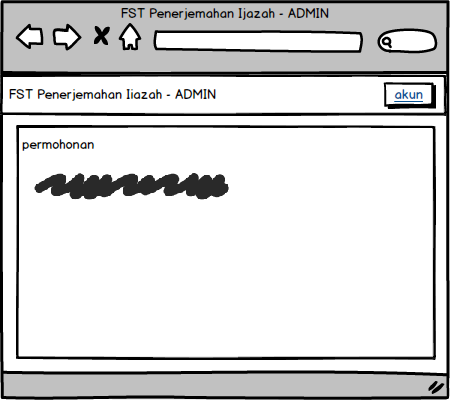 FST Penerjemahan Ijazah - ADMIN
FST Penerjemahan Ijazah - ADMIN
akun
permohonan